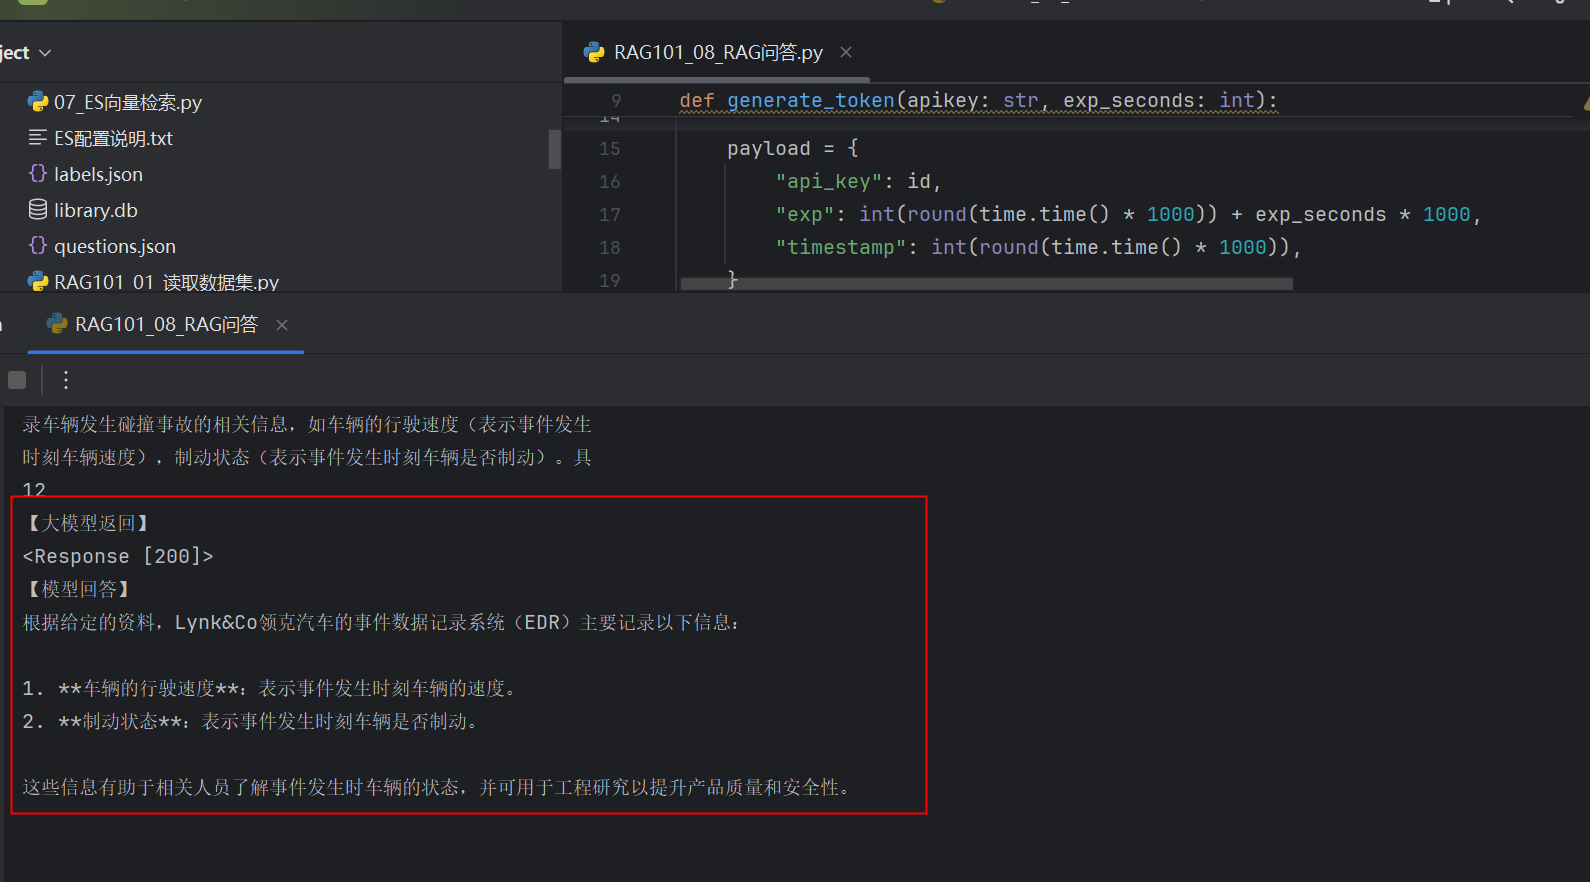 ject
RAG101_08_RAG问答.py
07_ES向量检索.py
ES配置说明.txt
labels.json
library.db
questions.json
RAG101_01_读取数据集.py
9 def generate_token(apikey: str, exp_seconds: int):
14
15 payload = {
16 "api_key": id,
17 "exp": int(round(time.time() * 1000)) + exp_seconds * 1000,
18 "timestamp": int(round(time.time() * 1000)),
19 }
RAG101_08_RAG问答
录车辆发生碰撞事故的相关信息，如车辆的行驶速度（表示事件发生
时刻车辆速度），制动状态（表示事件发生时刻车辆是否制动）。具
12
【大模型返回】
<Response [200]>
【模型回答】
根据给定的资料，Lynk&Co领克汽车的事件数据记录系统（EDR）主要记录以下信息：
1. **车辆的行驶速度**：表示事件发生时刻车辆的速度。
2. **制动状态**：表示事件发生时刻车辆是否制动。
这些信息有助于相关人员了解事件发生时车辆的状态，并可用于工程研究以提升产品质量和安全性。